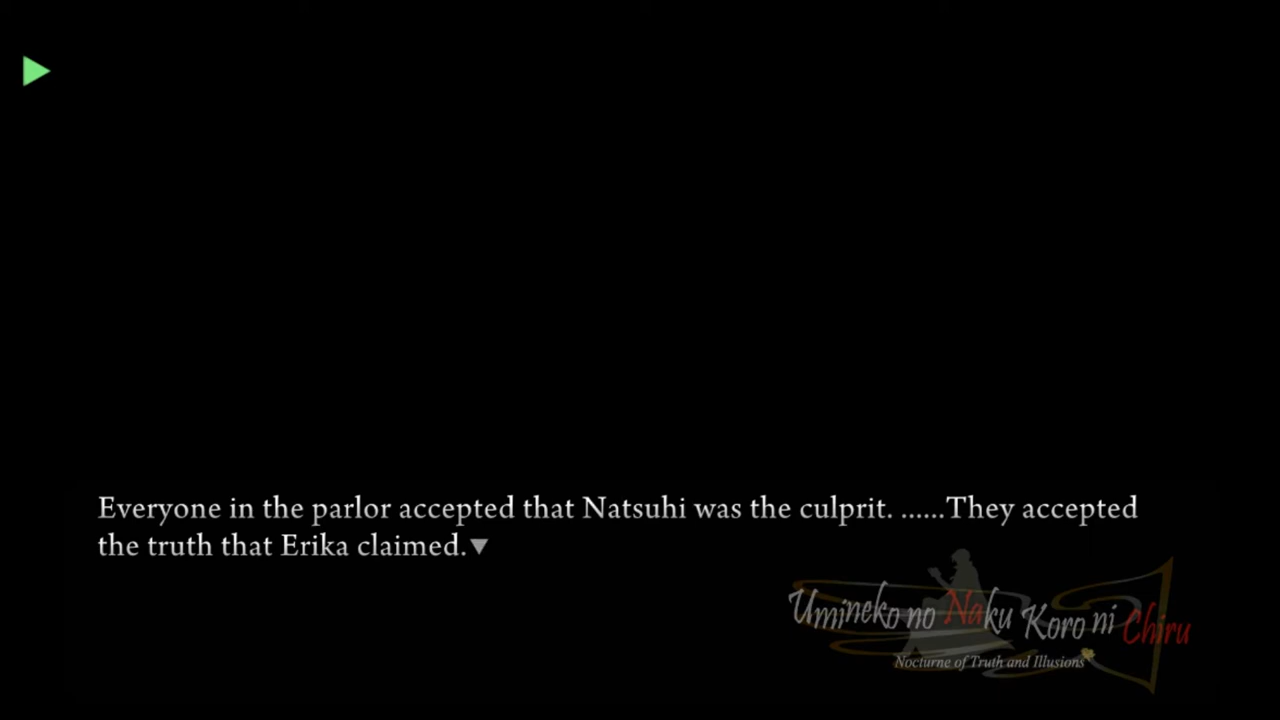 Everyone in the parlor accepted that Natsuhi was the culprit. ......They accepted
the truth that Erika claimed.
Umineko no Naku Koro ni Chiru
Nocturne of Truth and Illusions